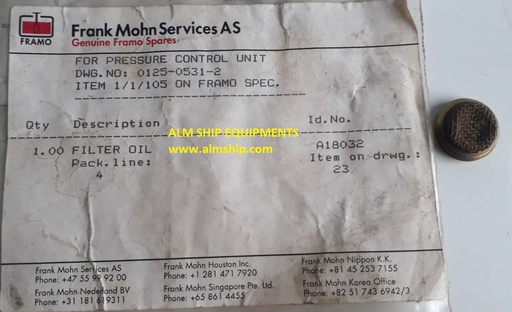 FRAMO
Frank Mohn Services AS
Genuine Framo Spares
FOR PRESSURE CONTROL UNIT
DWG.NO: 0125-0531-2
ITEM 1/1/105 ON FRAMO SPEC.
Qty Description Id.No.
ALM SHIP EQUIPMENTS
www.almship.com
1.00 FILTER OIL A18032
Pack.line: Item on drwg.:
4 23
Frank Mohn Services AS
Phone: +47 55 99 92 00
Frank Mohn Nederland BV
Phone: +31 181 619311
Frank Mohn Houston Inc.
Phone: +1 281 471 7920
Frank Mohn Singapore Pte. Ltd.
Phone: +65 861 4455
Frank Mohn Nippon K.K.
Phone: +81 45 253 7155
Frank Mohn Korea Office
Phone: +82 51 743 6942/3